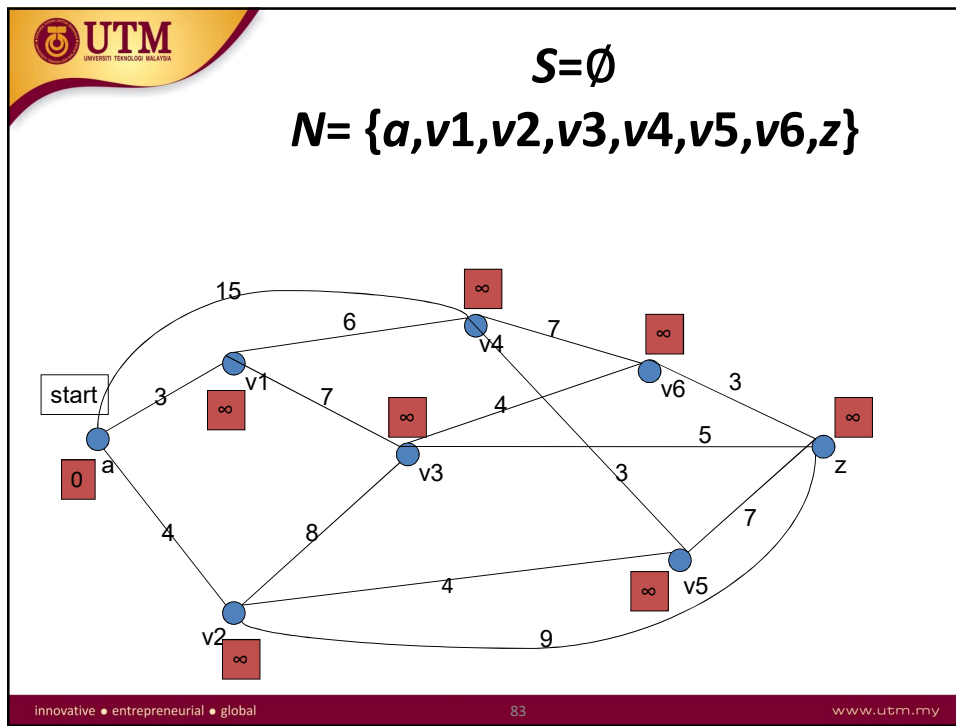 UTM
UNIVERSITI TEKNOLOGI MALAYSIA
S=∅
N= {a,v1,v2,v3,v4,v5,v6,z}
15
∞
6
7
∞
v4
start
3
v1
7
∞
4
v6
3
∞
∞
5
0
a
v3
3
z
4
8
7
4
∞
v5
v2
∞
9
innovative ● entrepreneurial ● global
83
www.utm.my